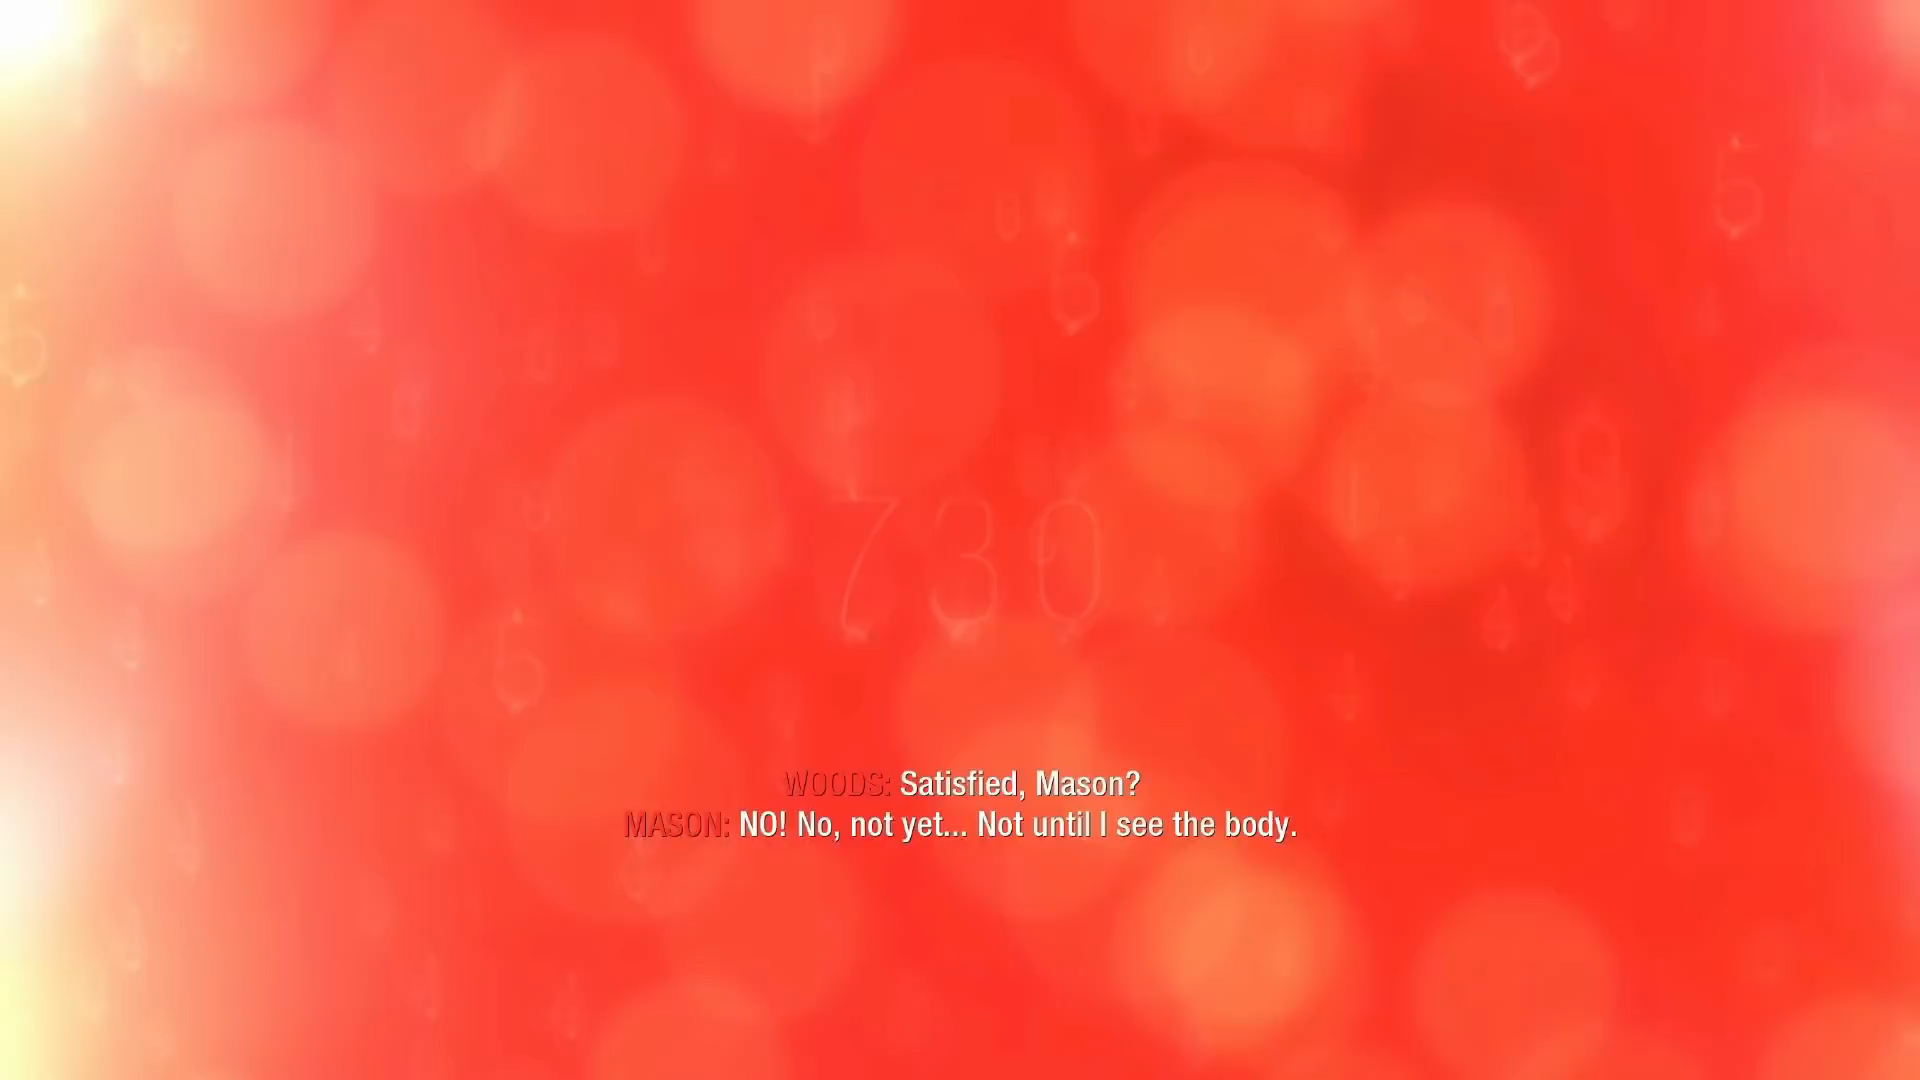 730
WOODS: Satisfied, Mason?
MASON: NO! No, not yet... Not until I see the body.